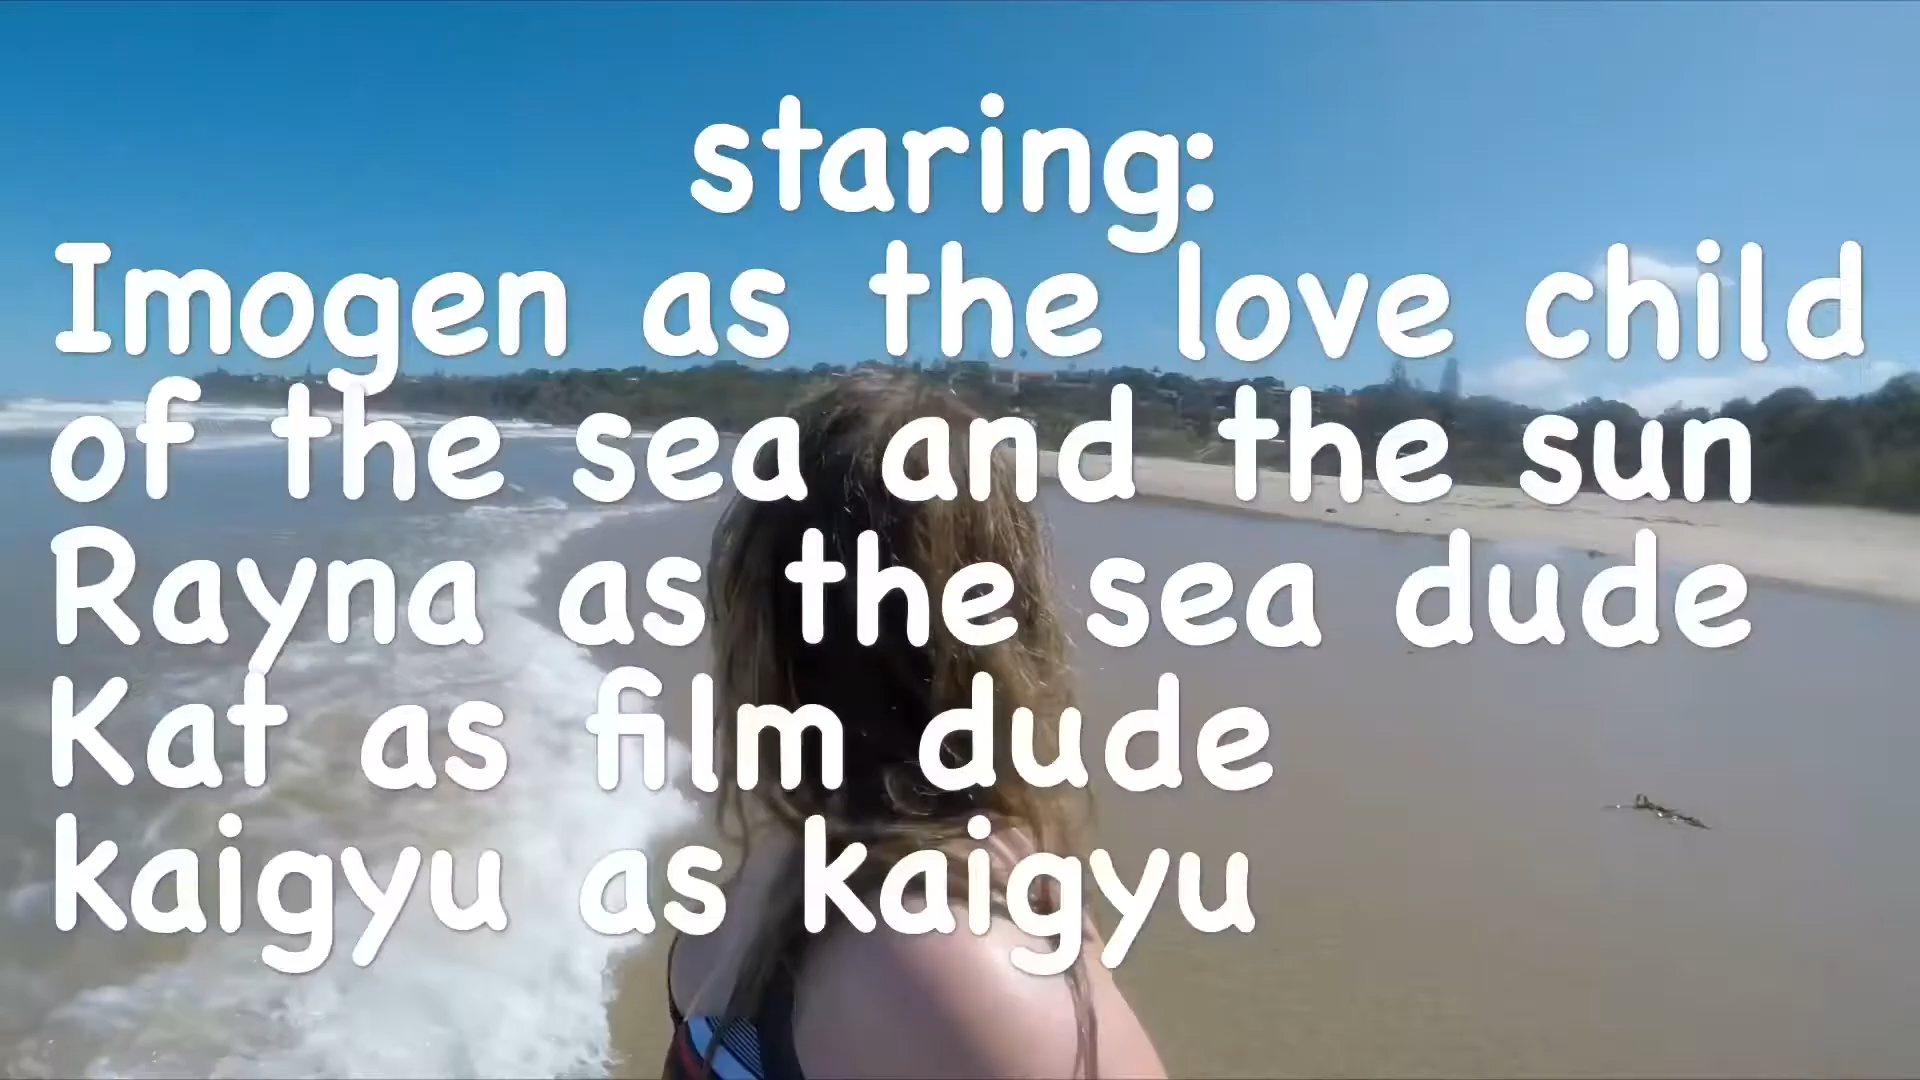 staring:
Imogen as the love child
of the sea and the sun
Rayna as the sea dude
Kat as film dude
kaigyu as kaigyu